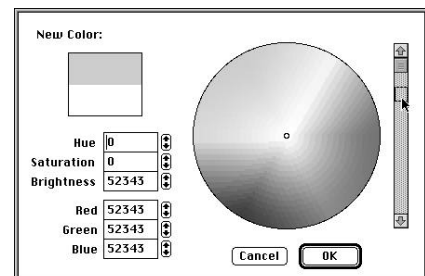 New Color:
Hue 0
Saturation 0
Brightness 52343
Red 52343
Green 52343
Blue 52343
Cancel OK